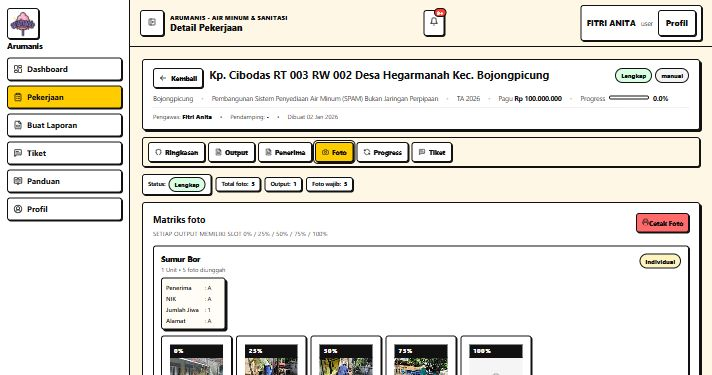 Arumanis
Dashboard
Pekerjaan
Buat Laporan
Tiket
Panduan
Profil
ARUMANIS - AIR MINUM & SANITASI
Detail Pekerjaan
9+
FITRI ANITA user Profil
← Kembali Kp. Cibodas RT 003 RW 002 Desa Hegarmanah Kec. Bojongpicung Lengkap manual
Bojongpicung · Pembangunan Sistem Penyediaan Air Minum (SPAM) Bukan Jaringan Perpipaan · TA 2026 · Pagu Rp 100.000.000 · Progress 0.0%
Pengawas: Fitri Anita · Pendamping: - · Dibuat 02 Jan 2026
Ringkasan Output Penerima Foto Progress Tiket
Status: Lengkap Total foto: 5 Output: 1 Foto wajib: 5
Matriks foto Cetak Foto
SETIAP OUTPUT MEMILIKI SLOT 0% / 25% / 50% / 75% / 100%
Sumur Bor Individual
1 Unit • 5 foto diunggah
Penerima : A
NIK : A
Jumlah Jiwa : 1
Alamat : A
0% 25% 50% 75% 100%